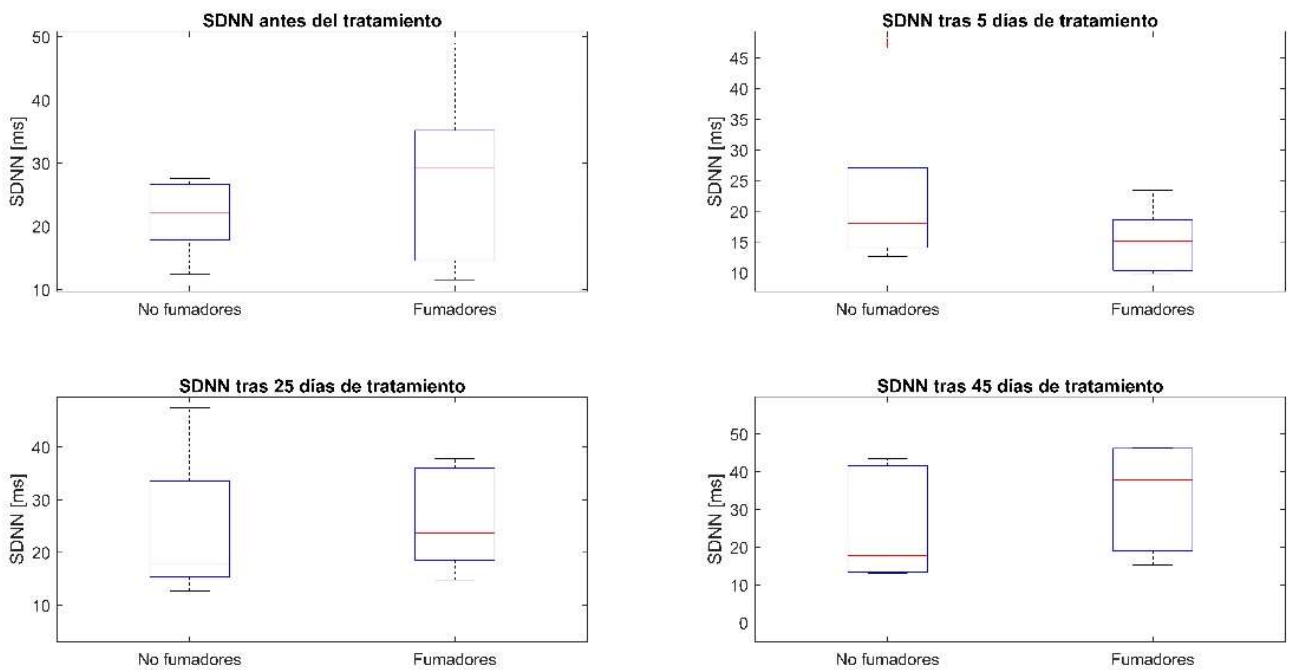 SDNN antes del tratamiento
50
40
30
20
10
SDNN [ms]
No fumadores
Fumadores
SDNN tras 5 días de tratamiento
45
40
35
30
25
20
15
10
SDNN [ms]
No fumadores
Fumadores
SDNN tras 25 días de tratamiento
40
30
20
10
SDNN [ms]
No fumadores
Fumadores
SDNN tras 45 dias de tratamiento
50
40
30
20
10
0
SDNN [ms]
No fumadores
Fumadores